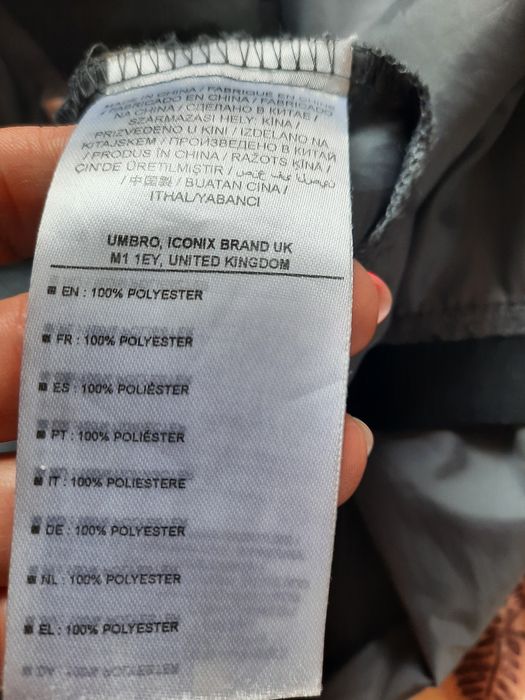 MADE IN CHINA / FABRIQUÉ EN CHINE
/ FABRICADO EN CHINA / FABRICADO
NA CHINA / СДЕЛАНО В КИТАЕ /
SZÁRMAZÁSI HELY KÍNA /
PRIZVEDENO U KINI / IZDELANO NA
KITAJSKEM / ПРОИЗВЕДЕНО В КИТАЙ
/ PRODUS ÎN CHINA / RAŽOTS ĶĪNA /
ÇİN'DE ÜRETİLMİŞTİR / صنع في الصين
/ 中国製 / BUATAN CINA /
ITHAL/YABANCI
UMBRO, ICONIX BRAND UK
M1 1EY, UNITED KINGDOM
EN : 100% POLYESTER
FR : 100% POLYESTER
ES : 100% POLIÉSTER
PT : 100% POLIÉSTER
IT : 100% POLIESTERE
DE : 100% POLYESTER
NL : 100% POLYESTER
EL : 100% POLYESTER